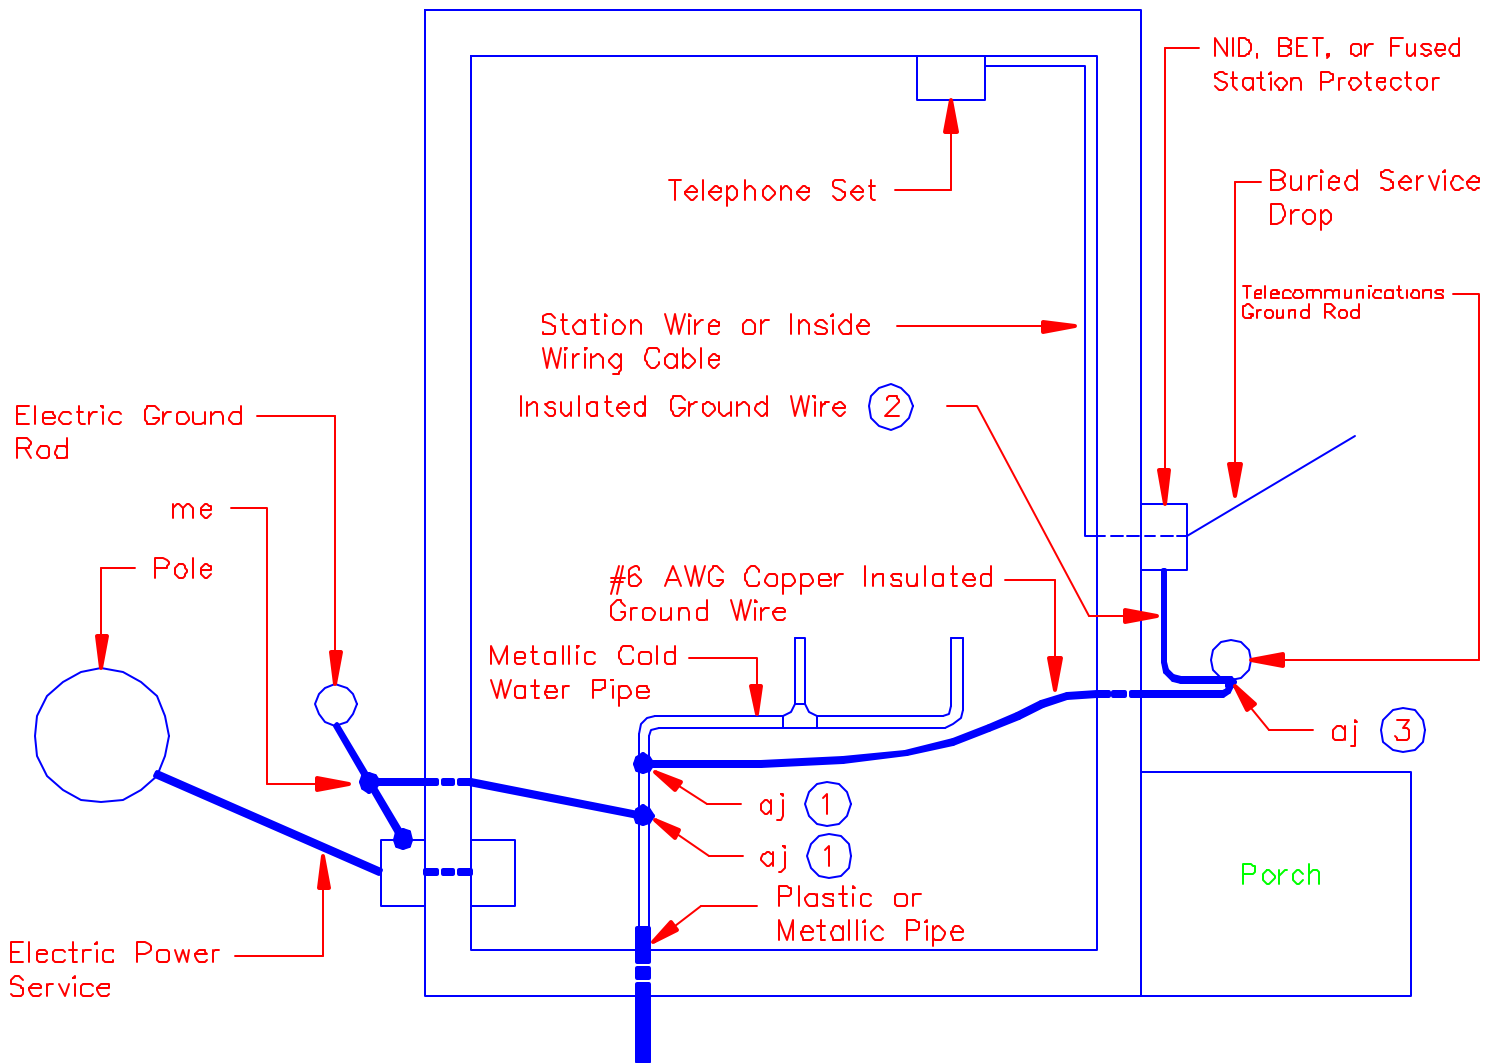 NID, BET, or Fused
Station Protector
Telephone Set
Buried Service
Drop
Telecommunications
Ground Rod
Station Wire or Inside
Wiring Cable
Insulated Ground Wire 2
Electric Ground
Rod
me
Pole
#6 AWG Copper Insulated
Ground Wire
Metallic Cold
Water Pipe
aj 3
aj 1
aj 1
Porch
Plastic or
Metallic Pipe
Electric Power
Service